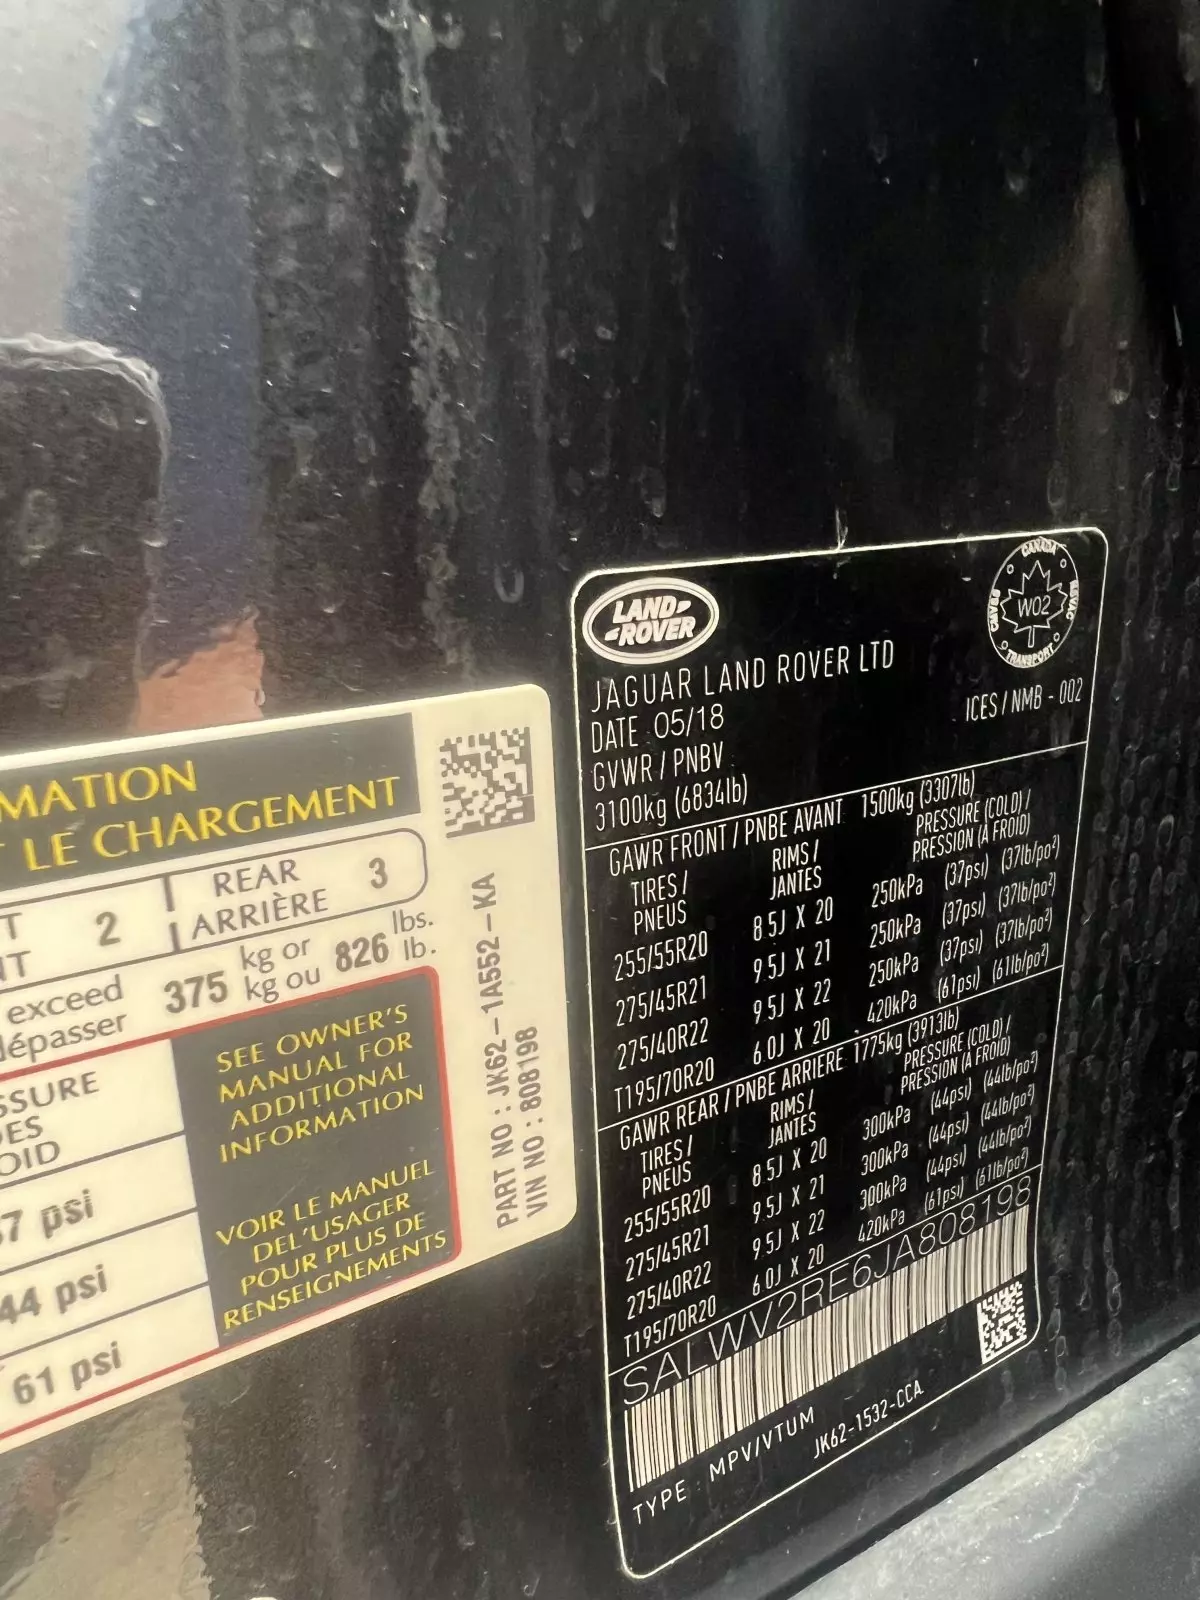 MATION
LE CHARGEMENT
2
REAR
ARRIÈRE
3
exceed
dépasser
375
kg or
kg ou
826
lbs.
lb.
SEE OWNER'S
MANUAL FOR
ADDITIONAL
INFORMATION
VOIR LE MANUEL
DEL'USAGER
POUR PLUS DE
RENSEIGNEMENTS
7 psi
44 psi
61 psi
PART NO : JK62-1A552-KA
VIN NO : 808198
LAND-
-ROVER
CANADA
CMVSS
W02
NSVAC
TRANSPORT
JAGUAR LAND ROVER LTD
DATE 05/18
ICES / NMB - 002
GVWR / PNBV
3100kg (6834lb)
GAWR FRONT / PNBE AVANT 1500kg (3307lb)
TIRES / PNEUS RIMS / JANTES PRESSURE (COLD) / PRESSION (A FROID)
255/55R20 8 5J X 20 250kPa (37psi) (37lb/po²)
275/45R21 9 5J X 21 250kPa (37psi) (37lb/po²)
275/40R22 9 5J X 22 250kPa (37psi) (37lb/po²)
T195/70R20 6 0J X 20 420kPa (61psi) (61lb/po²)
GAWR REAR / PNBE ARRIERE 1775kg (3913lb)
TIRES / PNEUS RIMS / JANTES PRESSURE (COLD) / PRESSION (A FROID)
255/55R20 8 5J X 20 300kPa (44psi) (44lb/po²)
275/45R21 9 5J X 21 300kPa (44psi) (44lb/po²)
275/40R22 9 5J X 22 300kPa (44psi) (44lb/po²)
T195/70R20 6 0J X 20 420kPa (61psi) (61lb/po²)
SALWV2RE6JA808198
TYPE : MPV/VTUM
JK62-1532-CCA